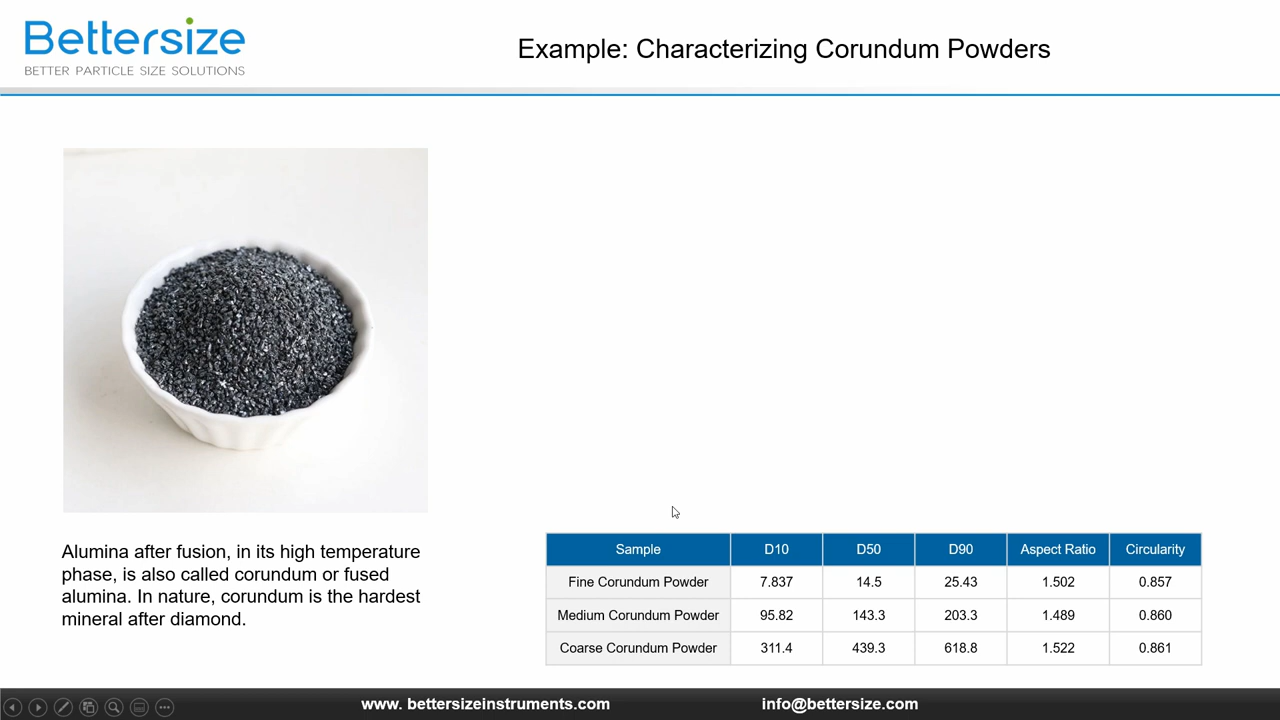 Bettersize
BETTER PARTICLE SIZE SOLUTIONS
Example: Characterizing Corundum Powders
Alumina after fusion, in its high temperature
phase, is also called corundum or fused
alumina. In nature, corundum is the hardest
mineral after diamond.
Sample D10 D50 D90 Aspect Ratio Circularity
Fine Corundum Powder 7.837 14.5 25.43 1.502 0.857
Medium Corundum Powder 95.82 143.3 203.3 1.489 0.860
Coarse Corundum Powder 311.4 439.3 618.8 1.522 0.861
www. bettersizeinstruments.com info@bettersize.com